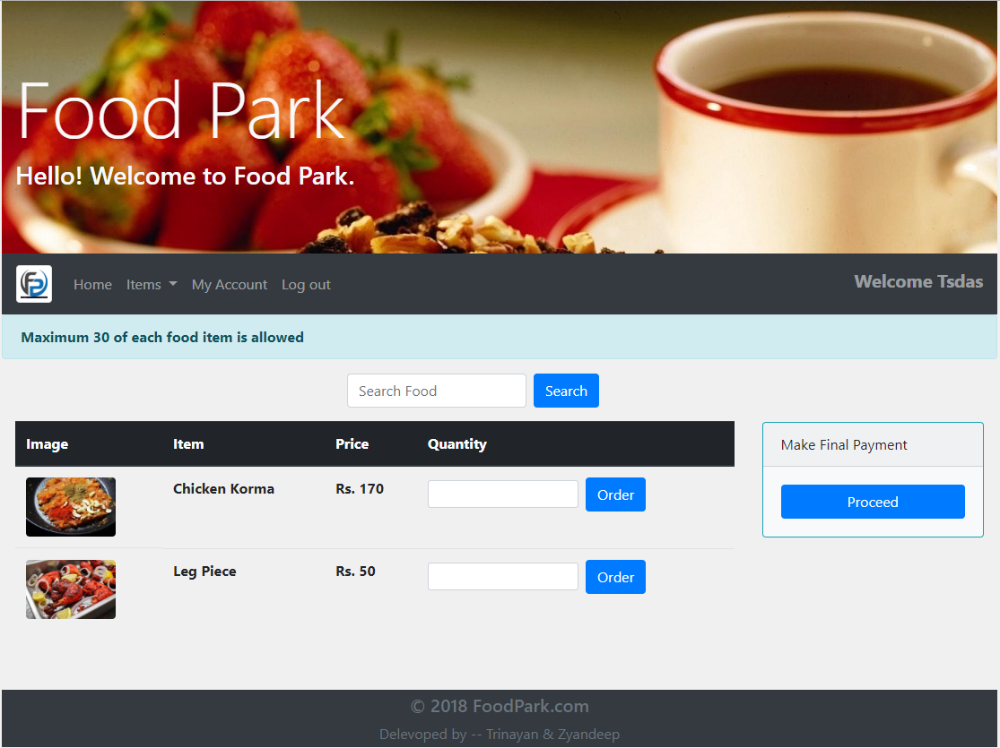 Food Park
Hello! Welcome to Food Park.
Home Items My Account Log out Welcome Tsdas
Maximum 30 of each food item is allowed
Search Food Search
Image Item Price Quantity
Make Final Payment
Chicken Korma Rs. 170 Order
Proceed
Leg Piece Rs. 50 Order
© 2018 FoodPark.com
Delevoped by -- Trinayan & Zyandeep